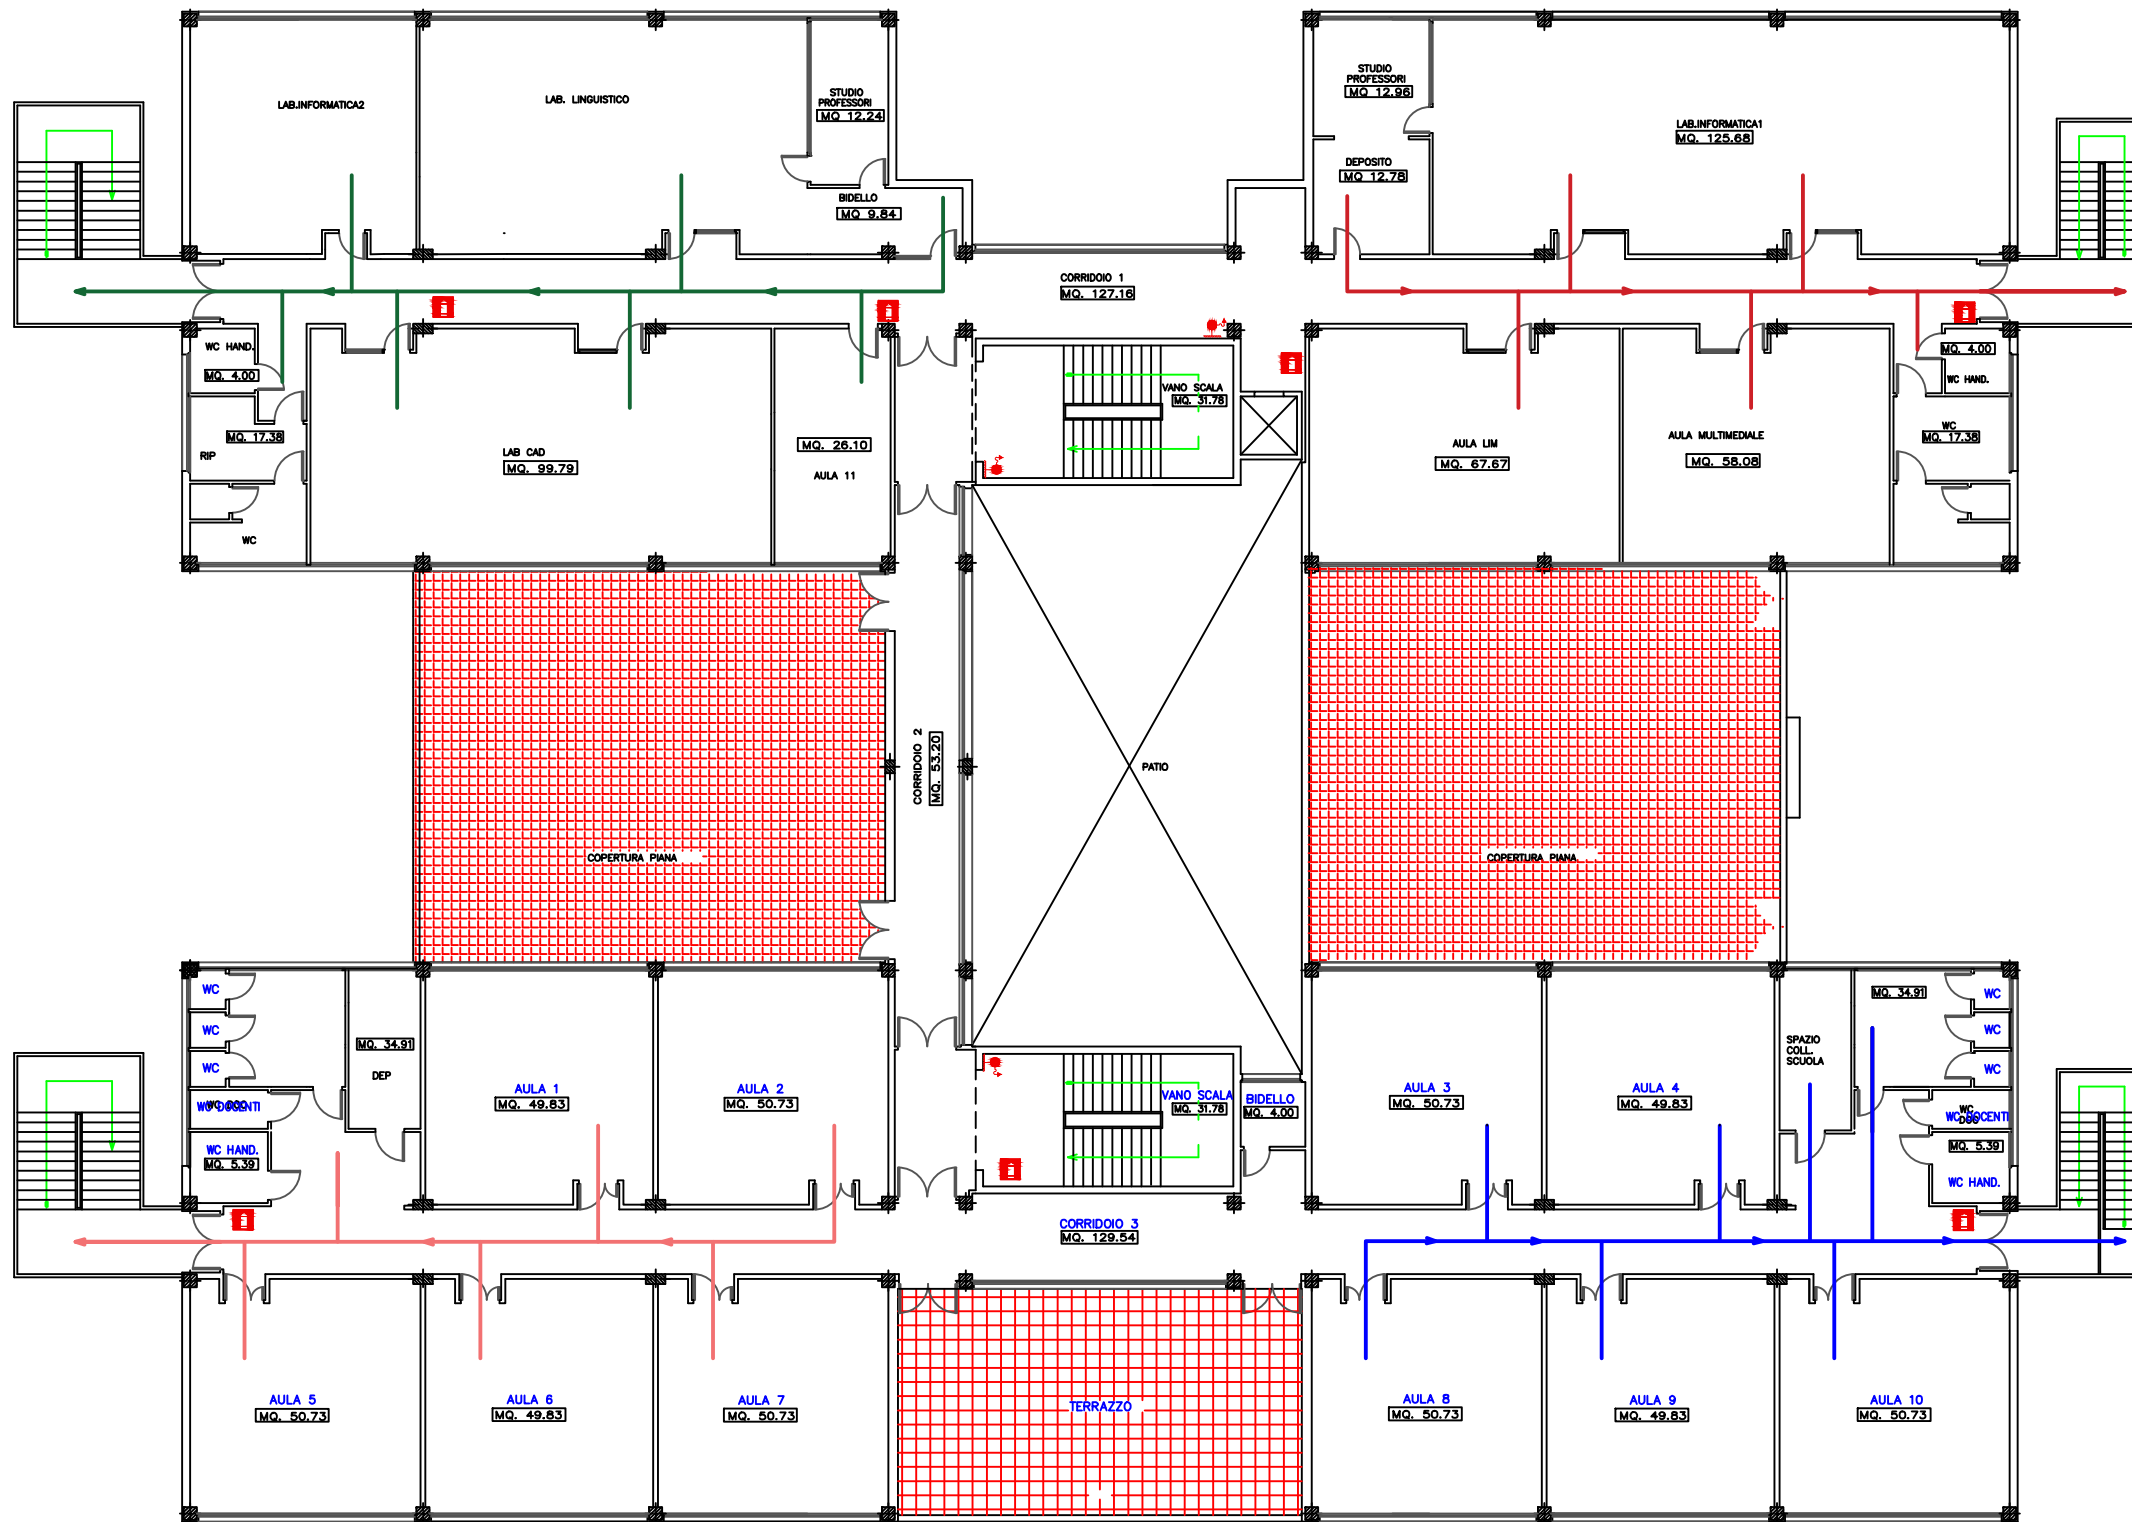 LAB.INFORMATICA2
LAB. LINGUISTICO
STUDIO
PROFESSORI
MQ 12.24
BIDELLO
MQ 9.84
STUDIO
PROFESSORI
MQ 12.96
DEPOSITO
MQ 12.78
LAB.INFORMATICA1
MQ. 125.68
CORRIDOIO 1
MQ. 127.16
WC HAND.
MQ. 4.00
MQ. 17.38
RIP
WC
LAB CAD
MQ. 99.79
MQ. 26.10
AULA 11
VANO SCALA
MQ. 31.78
AULA LIM
MQ. 67.67
AULA MULTIMEDIALE
MQ. 58.08
MQ. 4.00
WC HAND.
WC
MQ. 17.38
CORRIDOIO 2
MQ. 53.20
PATIO
COPERTURA PIANA
COPERTURA PIANA
WC
WC
WC
WC DOCENTI
WC HAND.
MQ. 5.39
MQ. 34.91
DEP
AULA 1
MQ. 49.83
AULA 2
MQ. 50.73
VANO SCALA
MQ. 31.78
BIDELLO
MQ. 4.00
AULA 3
MQ. 50.73
AULA 4
MQ. 49.83
SPAZIO
COLL.
SCUOLA
MQ. 34.91
WC
WC
WC
WC
DOC
WC DOCENTI
MQ. 5.39
WC HAND.
CORRIDOIO 3
MQ. 129.54
AULA 5
MQ. 50.73
AULA 6
MQ. 49.83
AULA 7
MQ. 50.73
TERRAZZO
AULA 8
MQ. 50.73
AULA 9
MQ. 49.83
AULA 10
MQ. 50.73